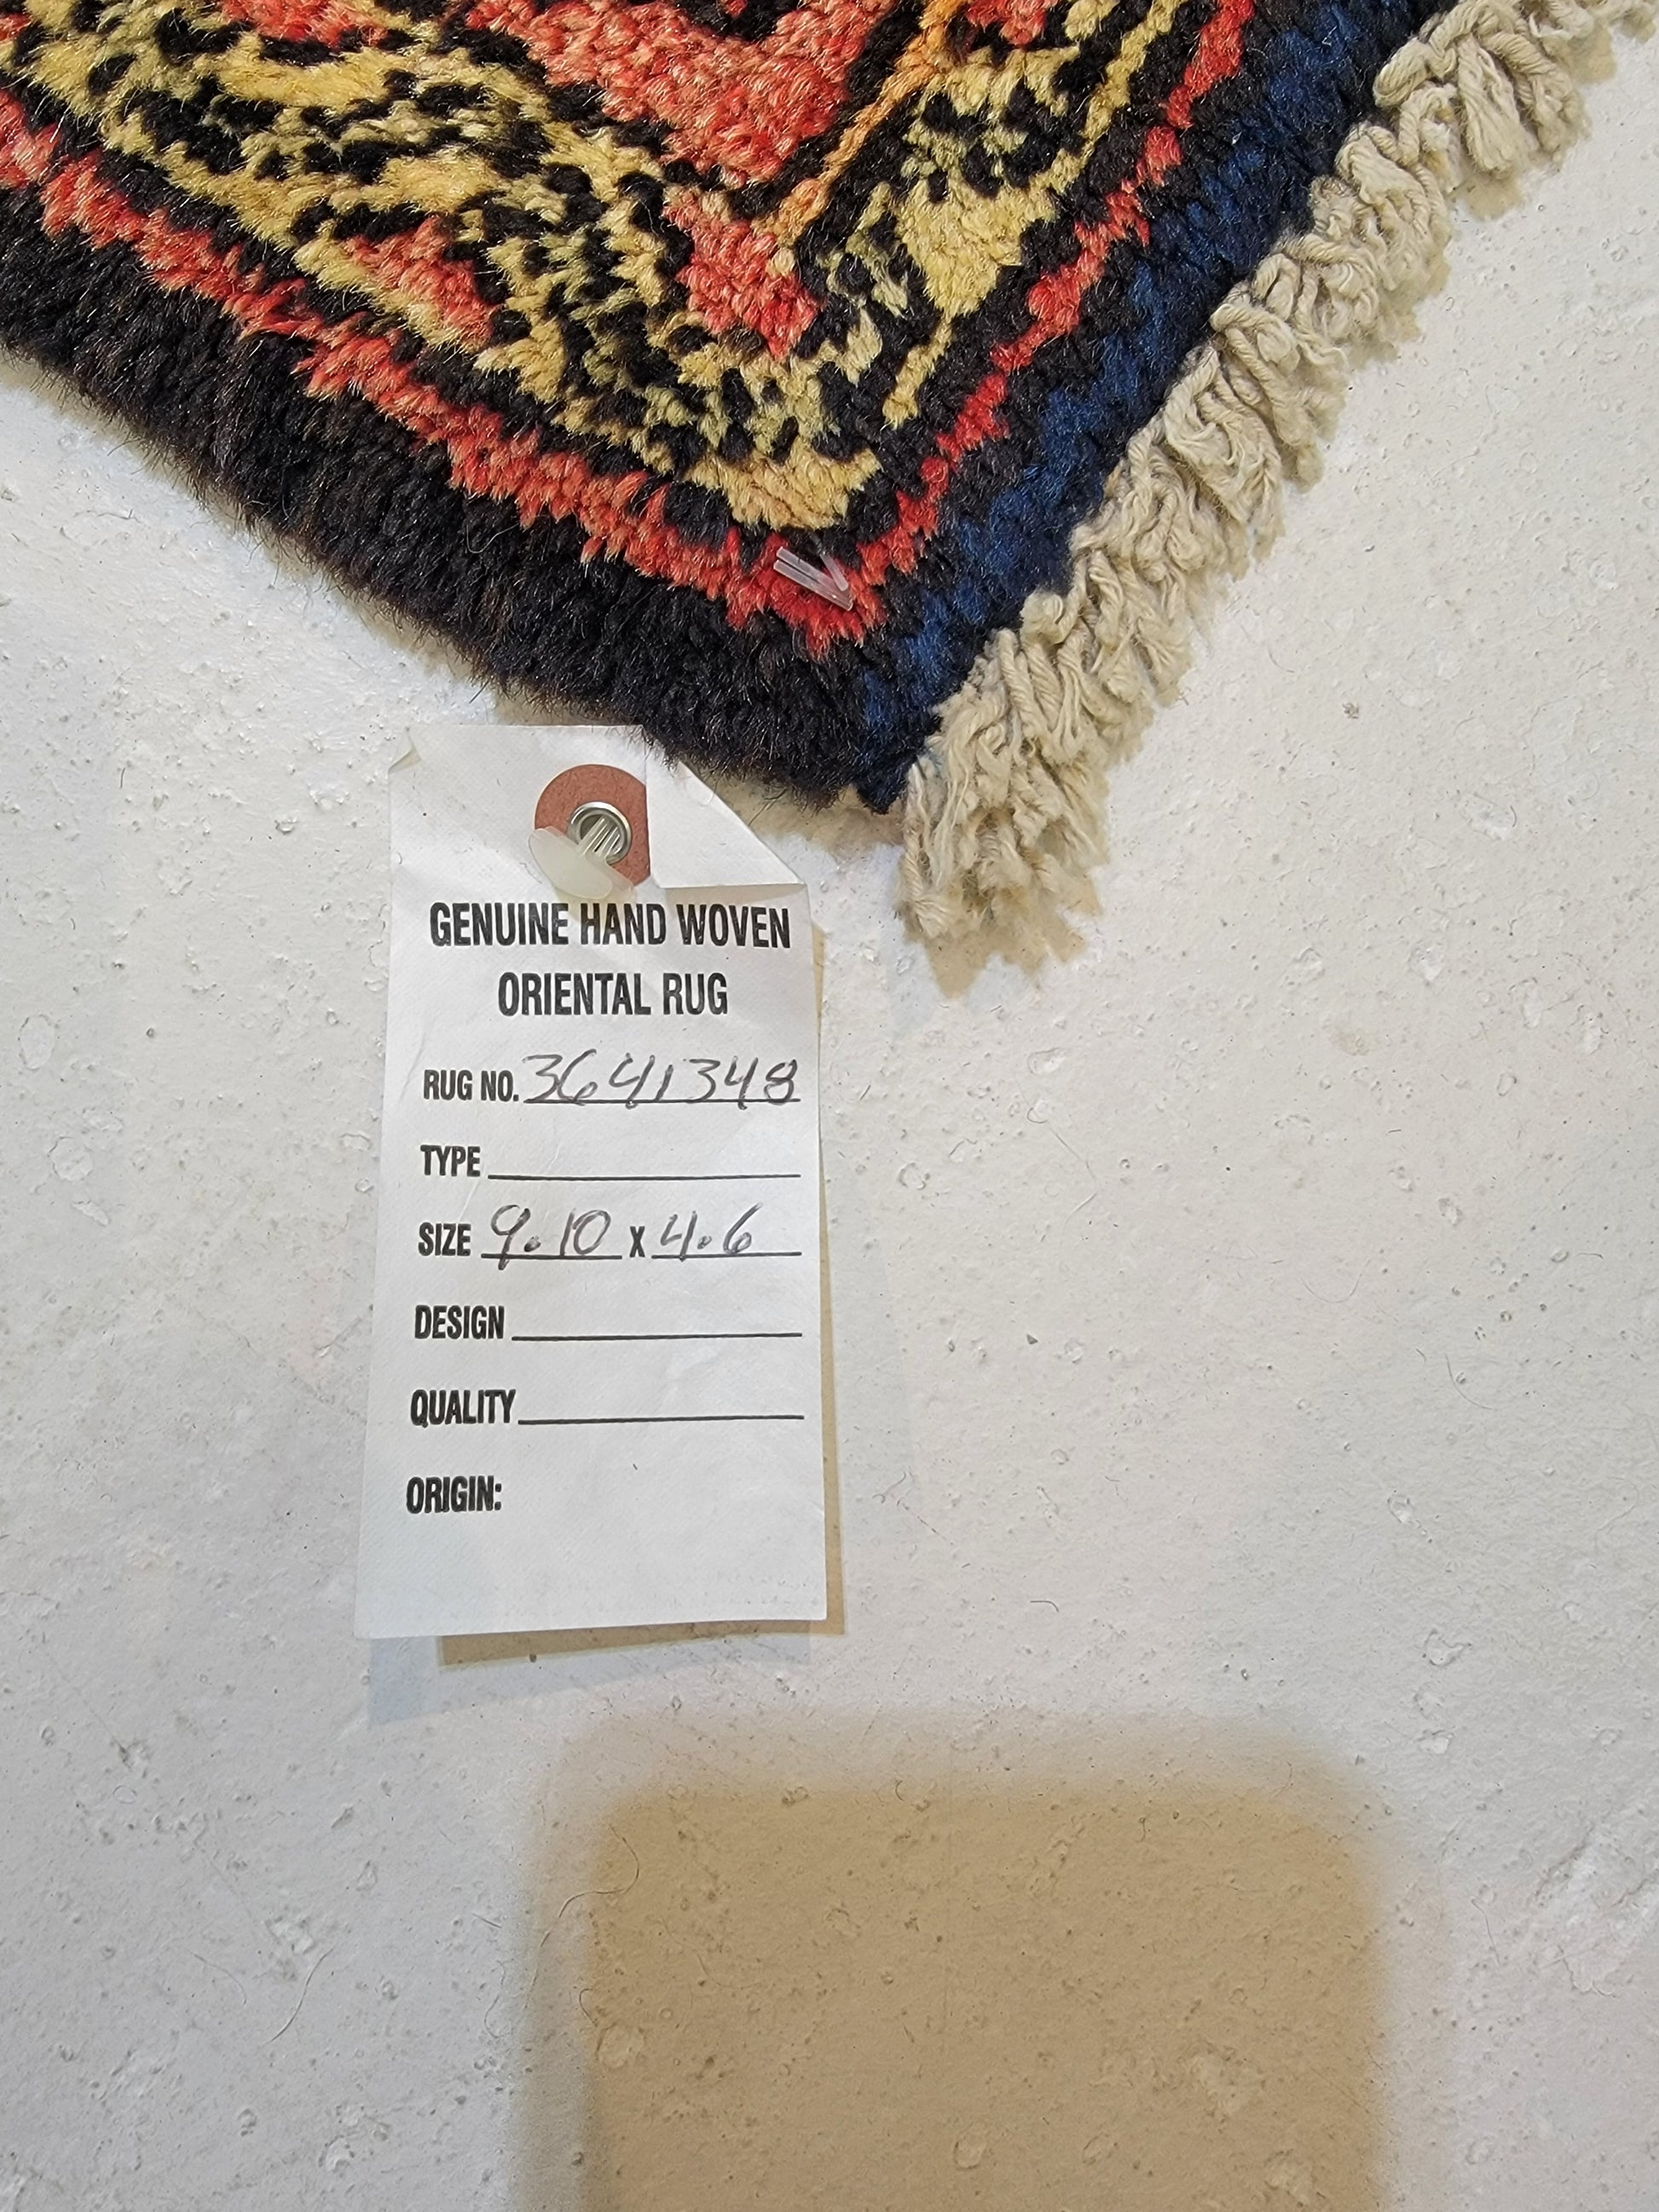 GENUINE HAND WOVEN
ORIENTAL RUG
RUG NO. 3641348
TYPE
SIZE 9.10 X 4.6
DESIGN
QUALITY
ORIGIN: